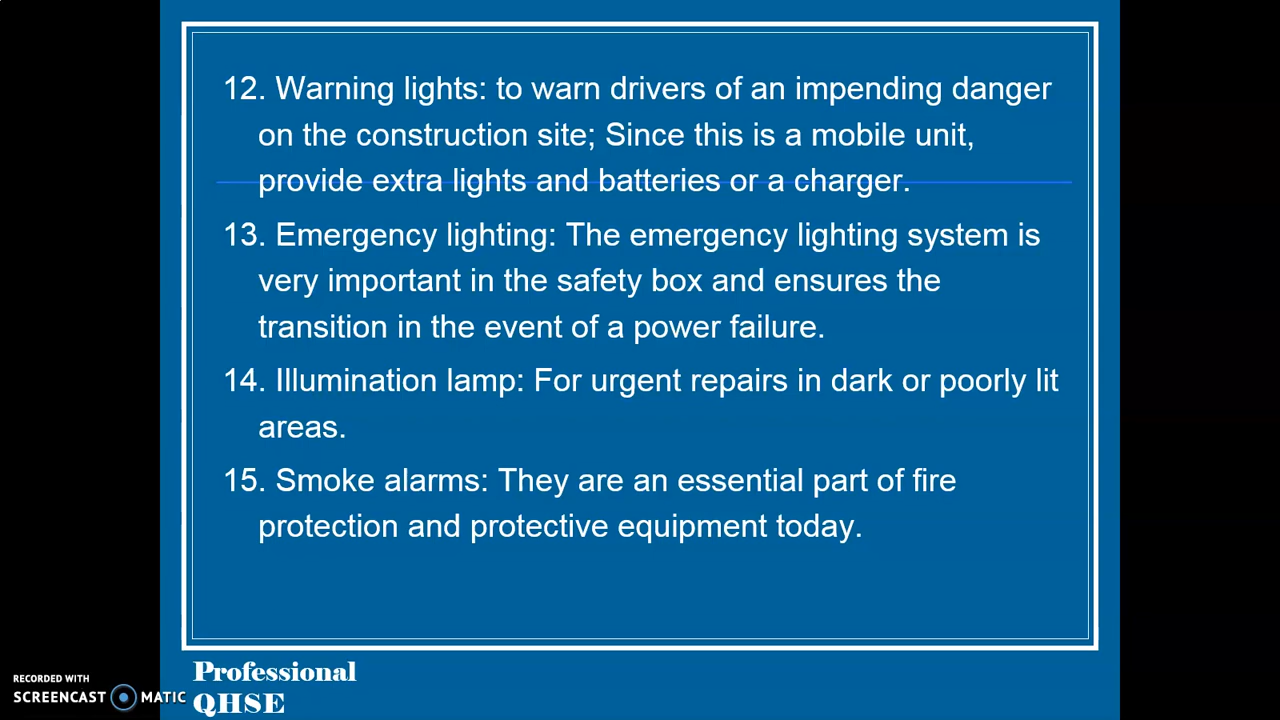 12. Warning lights: to warn drivers of an impending danger
on the construction site; Since this is a mobile unit,
provide extra lights and batteries or a charger.
13. Emergency lighting: The emergency lighting system is
very important in the safety box and ensures the
transition in the event of a power failure.
14. Illumination lamp: For urgent repairs in dark or poorly lit
areas.
15. Smoke alarms: They are an essential part of fire
protection and protective equipment today.
Professional
QHSE
RECORDED WITH
SCREENCAST MATIC